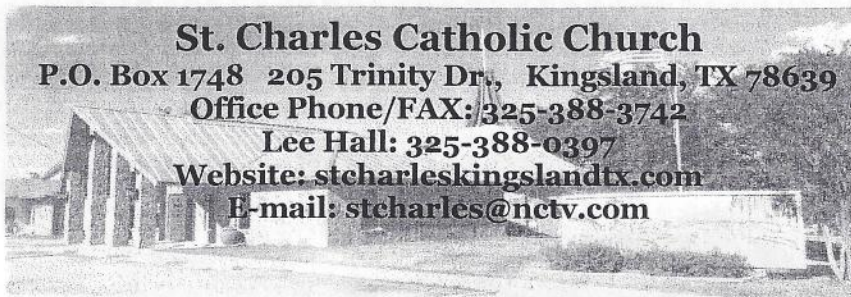 St. Charles Catholic Church
P.O. Box 1748 205 Trinity Dr., Kingsland, TX 78639
Office Phone/FAX: 325-388-3742
Lee Hall: 325-388-0397
Website: stcharleskingslandtx.com
E-mail: stcharles@nctv.com